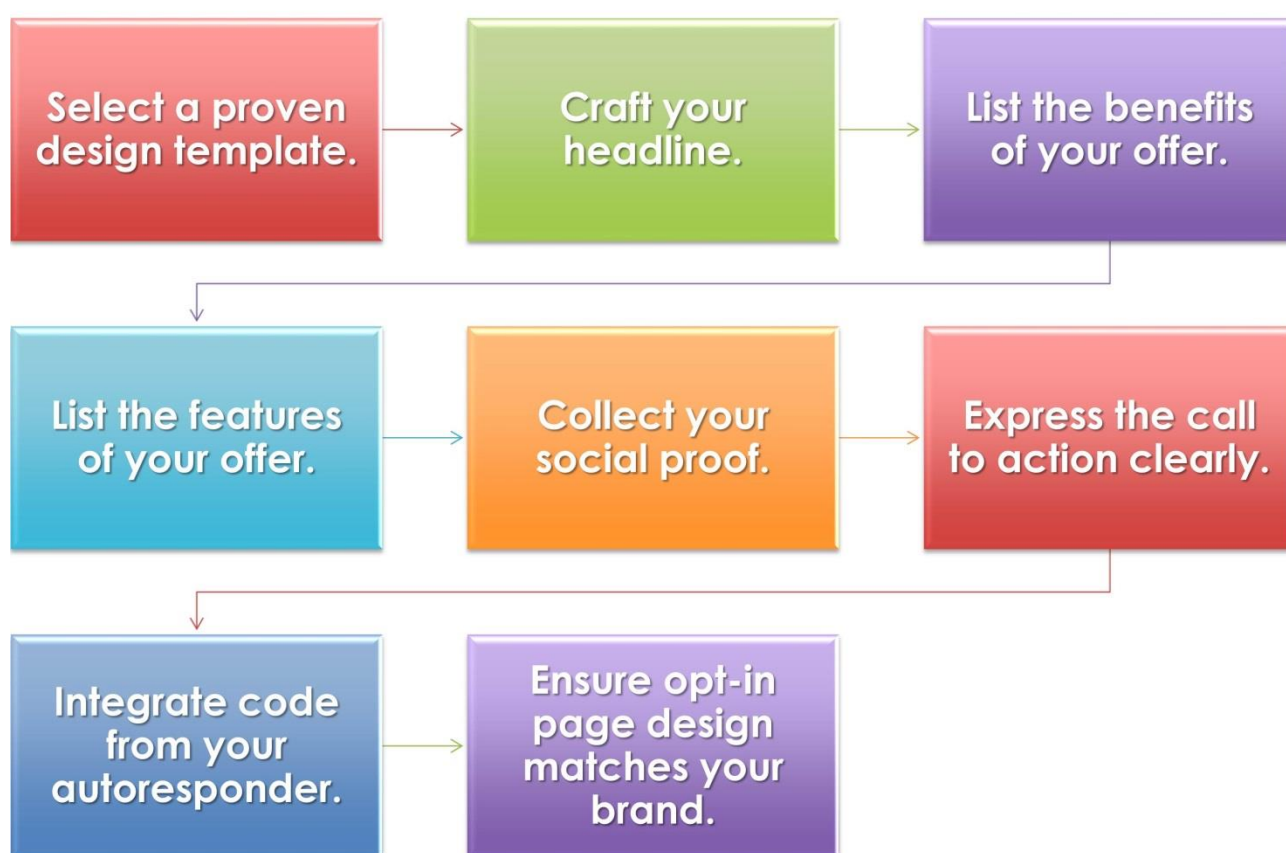 Select a proven
design template.
Craft your
headline.
List the benefits
of your offer.
List the features
of your offer.
Collect your
social proof.
Express the call
to action clearly.
Integrate code
from your
autoresponder.
Ensure opt-in
page design
matches your
brand.